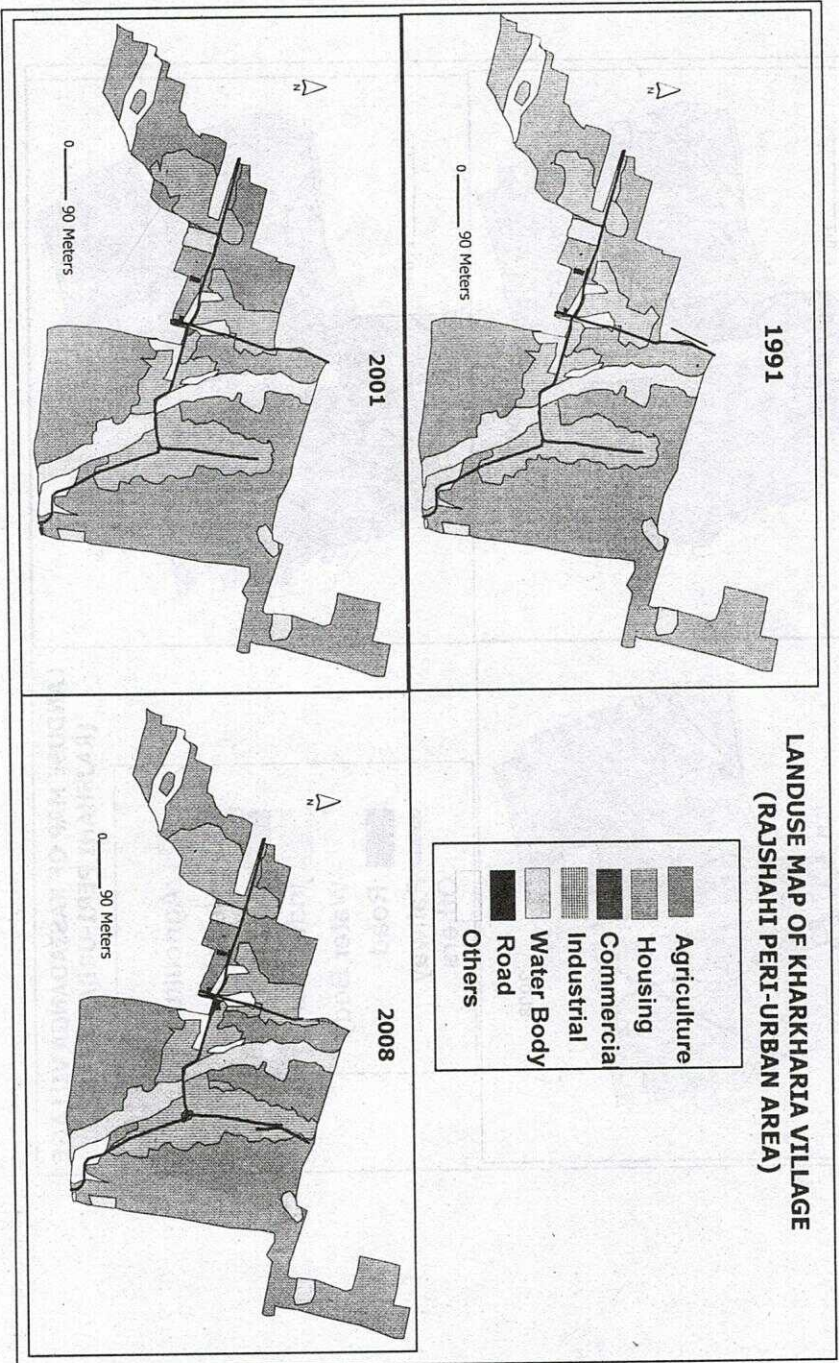 LANDUSE MAP OF KHARKHARIA VILLAGE
(RAJSHAHI PERI-URBAN AREA)
1991
N
0 90 Meters
Agriculture
Housing
Commercial
Industrial
Water Body
Road
Others
2001
N
0 90 Meters
2008
N
0 90 Meters